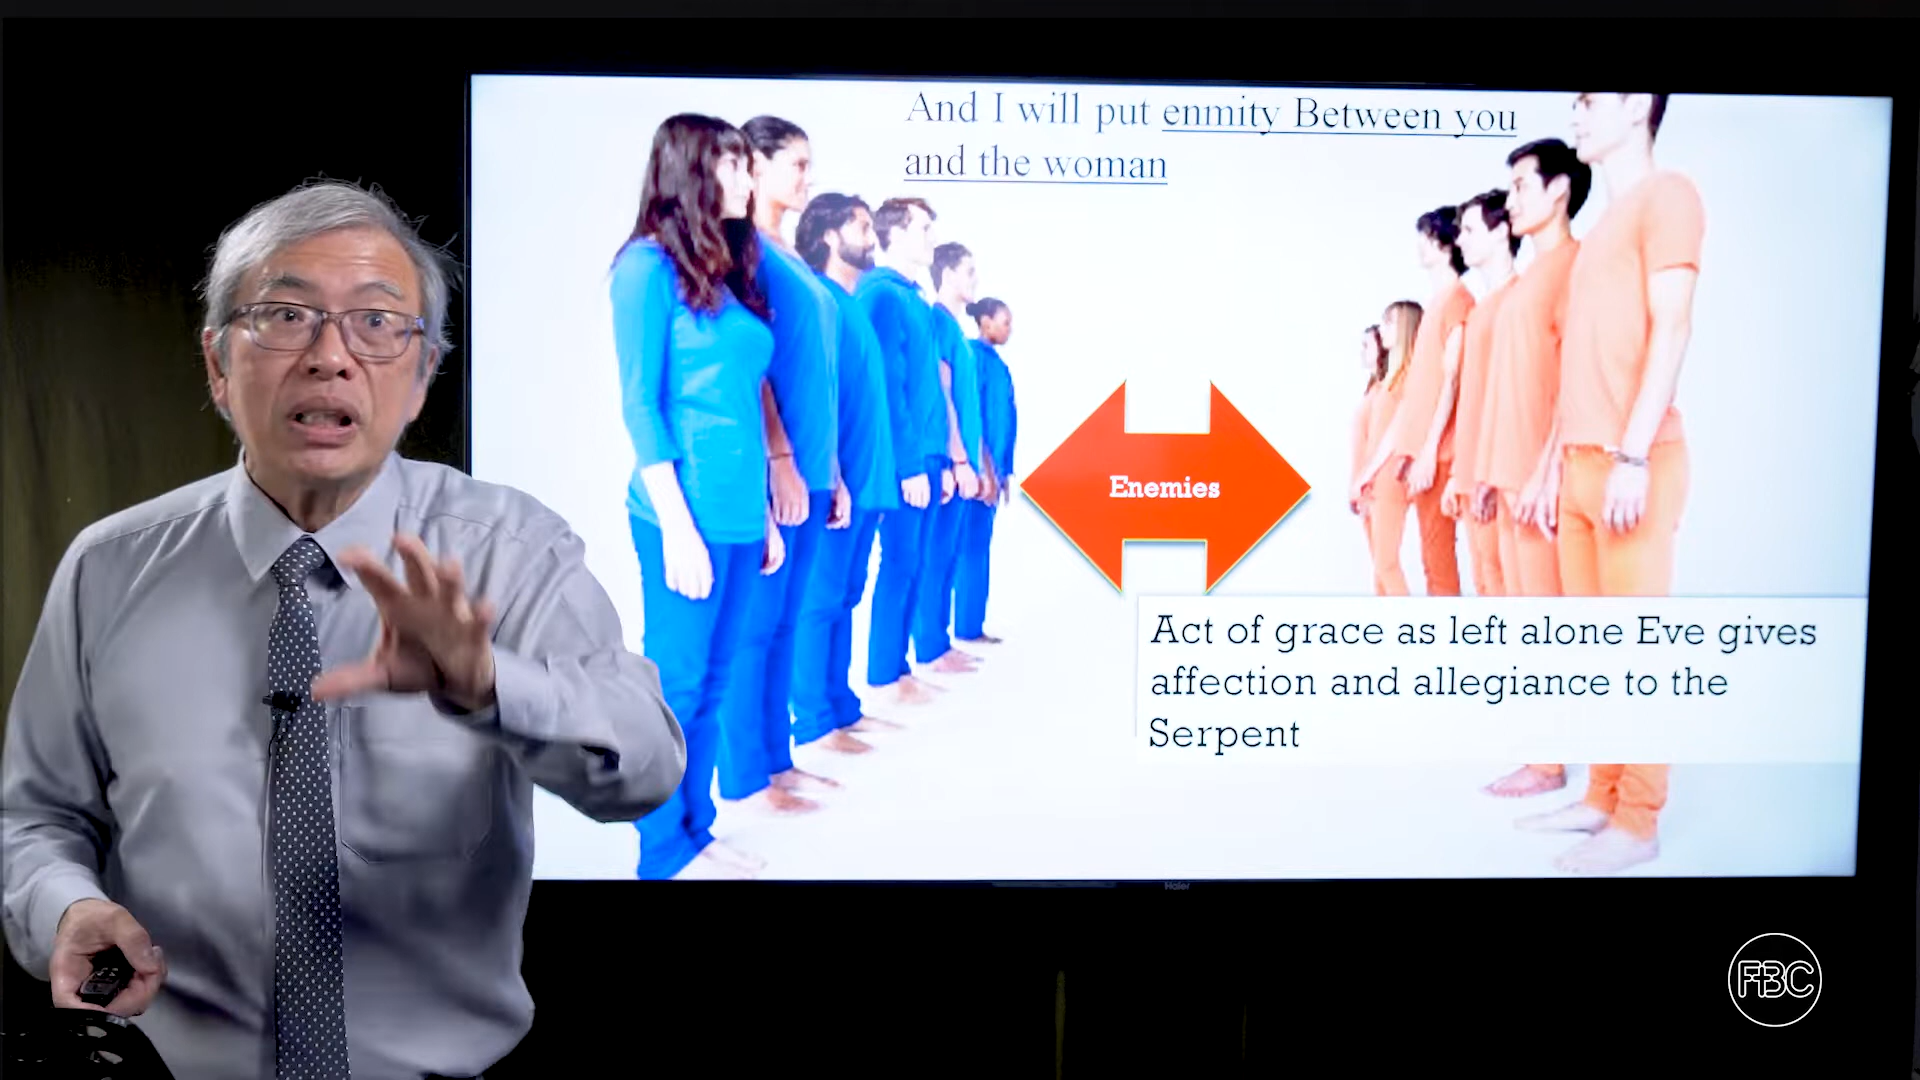 And I will put enmity Between you
and the woman
Enemies
Act of grace as left alone Eve gives
affection and allegiance to the
Serpent
Haier
FBC